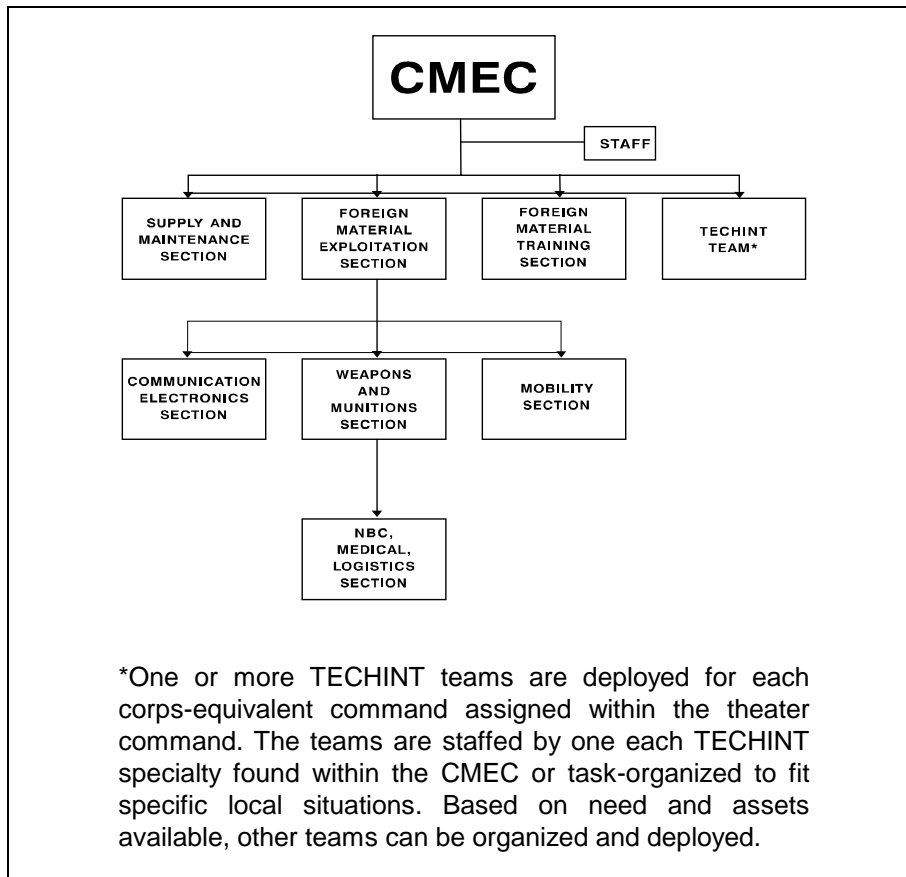 CMEC
STAFF
SUPPLY AND
MAINTENANCE
SECTION
FOREIGN
MATERIAL
EXPLOITATION
SECTION
FOREIGN
MATERIAL
TRAINING
SECTION
TECHINT
TEAM*
COMMUNICATION
ELECTRONICS
SECTION
WEAPONS
AND
MUNITIONS
SECTION
MOBILITY
SECTION
NBC,
MEDICAL,
LOGISTICS
SECTION
*One or more TECHINT teams are deployed for each
corps-equivalent command assigned within the theater
command. The teams are staffed by one each TECHINT
specialty found within the CMEC or task-organized to fit
specific local situations. Based on need and assets
available, other teams can be organized and deployed.